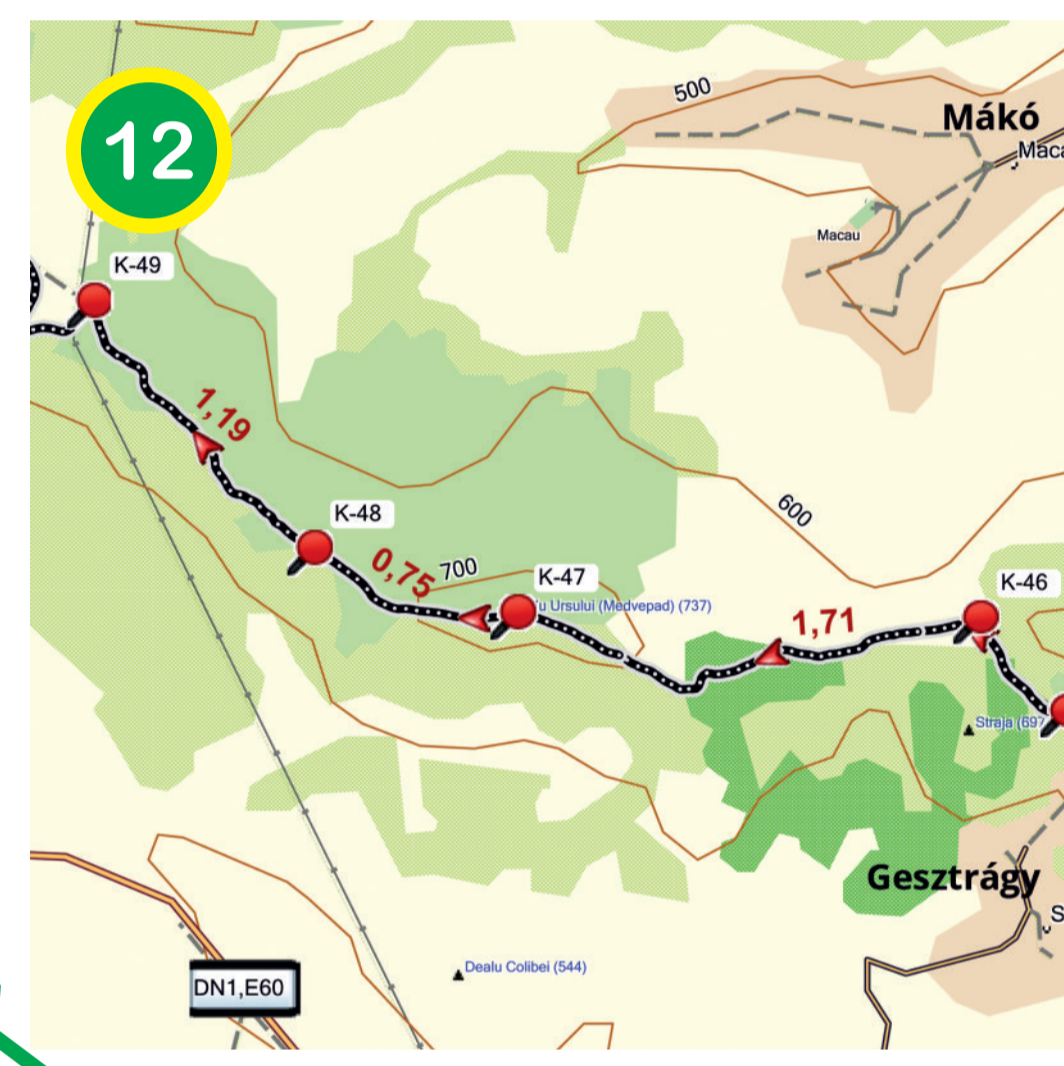 12
500
Mákó
Maca
Macau
K-49
1,19
600
K-48
0,75
700
K-47
u Ursului (Medvepad) (737)
K-46
1,71
Straja (697
Gesztrágy
S
Dealu Colibei (544)
DN1,E60